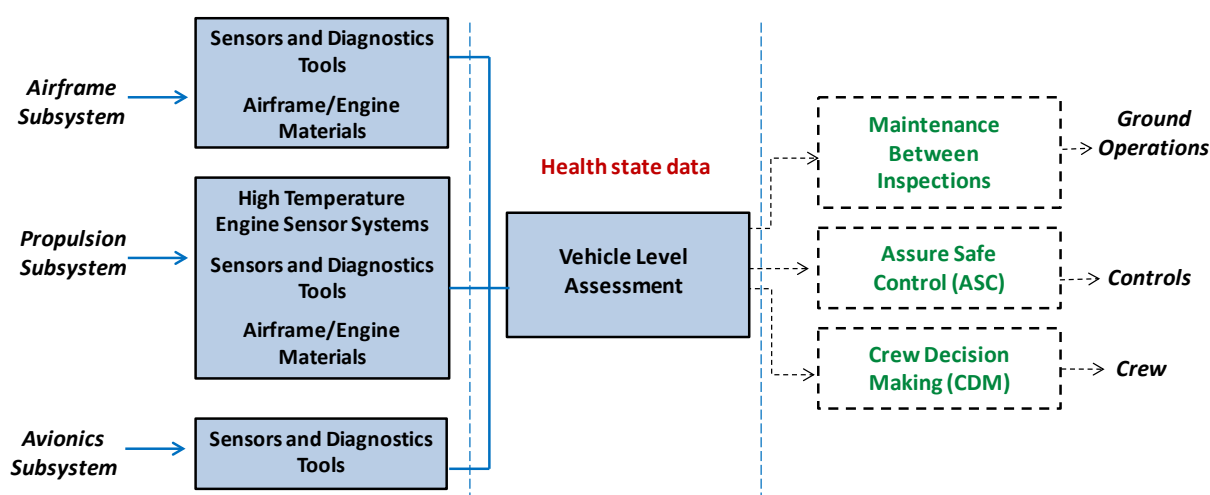 Airframe
Subsystem
Sensors and Diagnostics
Tools
Airframe/Engine
Materials
Propulsion
Subsystem
High Temperature
Engine Sensor Systems
Sensors and Diagnostics
Tools
Airframe/Engine
Materials
Avionics
Subsystem
Sensors and Diagnostics
Tools
Health state data
Vehicle Level
Assessment
Maintenance
Between
Inspections
Ground
Operations
Assure Safe
Control (ASC)
Controls
Crew Decision
Making (CDM)
Crew